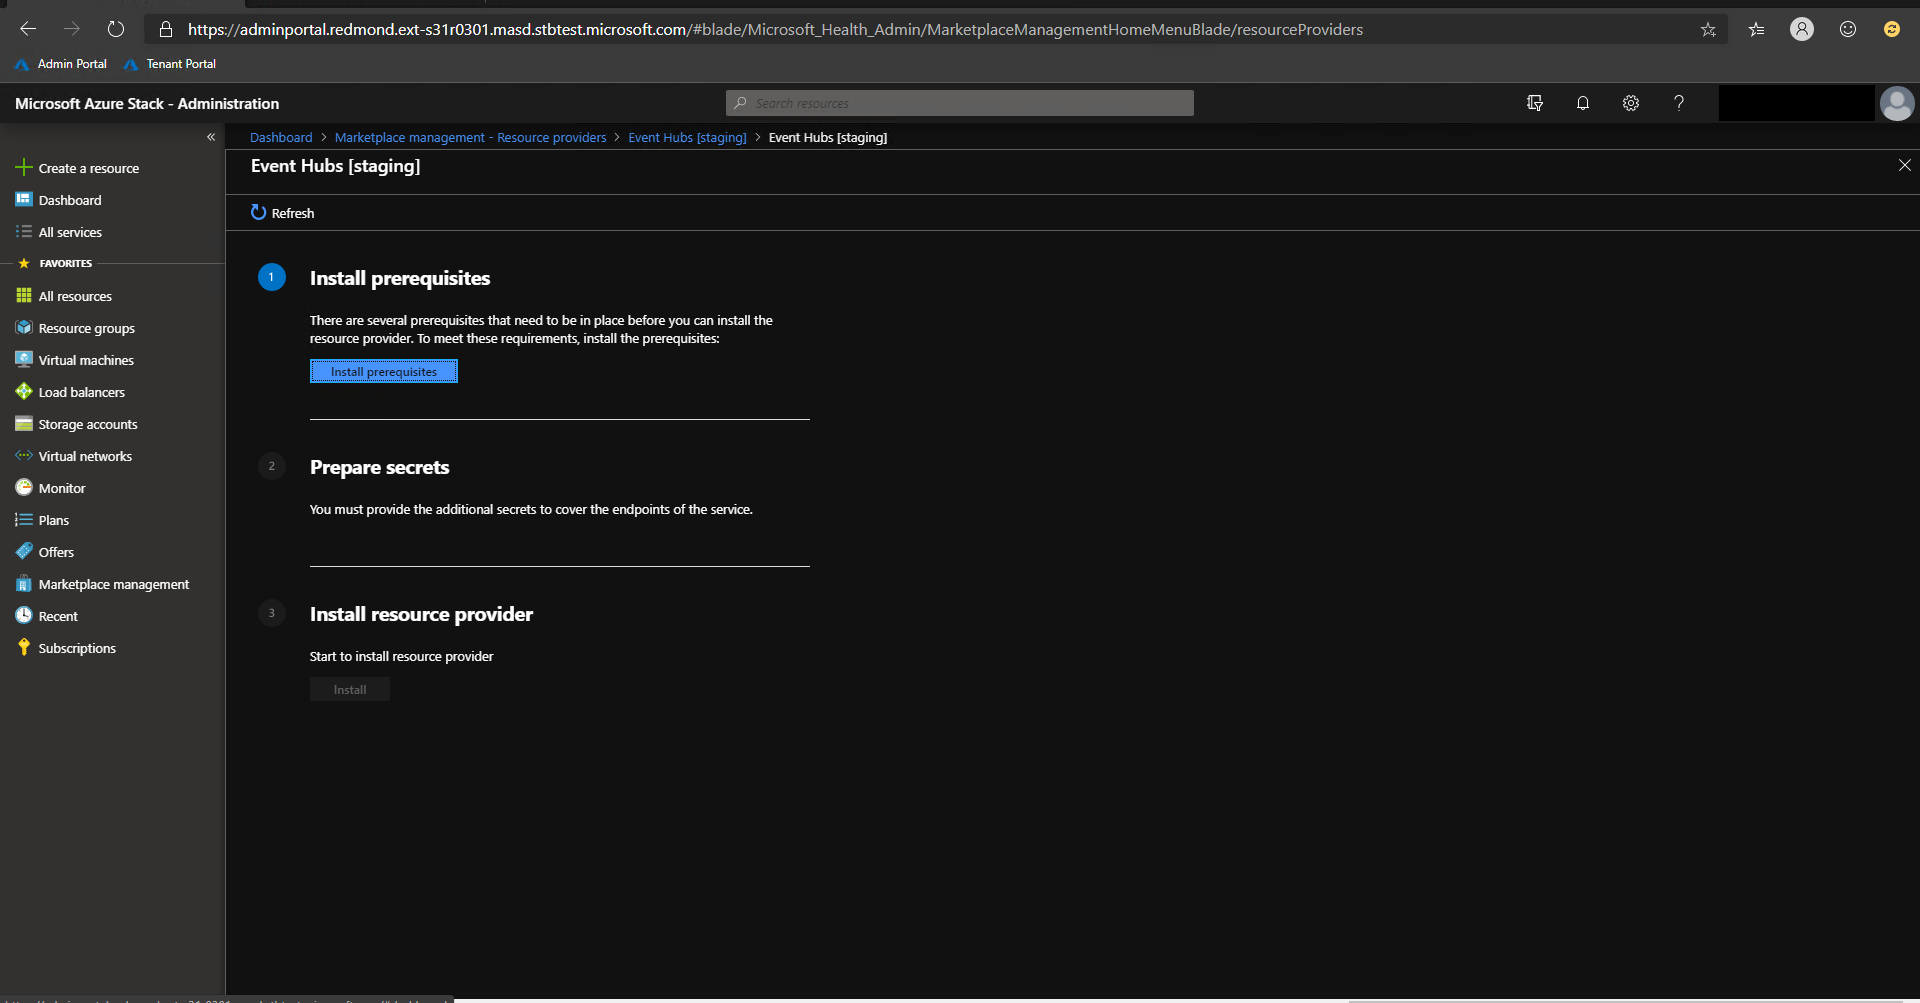 https://adminportal.redmond.ext-s31r0301.masd.stbtest.microsoft.com/#blade/Microsoft_Health_Admin/MarketplaceManagementHomeMenuBlade/resourceProviders
Admin Portal
Tenant Portal
Microsoft Azure Stack - Administration
Search resources
?
«
Dashboard > Marketplace management - Resource providers > Event Hubs [staging] > Event Hubs [staging]
Event Hubs [staging]
Refresh
Create a resource
Dashboard
All services
FAVORITES
All resources
Resource groups
Virtual machines
Load balancers
Storage accounts
Virtual networks
Monitor
Plans
Offers
Marketplace management
Recent
Subscriptions
1
Install prerequisites
There are several prerequisites that need to be in place before you can install the
resource provider. To meet these requirements, install the prerequisites:
Install prerequisites
2
Prepare secrets
You must provide the additional secrets to cover the endpoints of the service.
3
Install resource provider
Start to install resource provider
Install